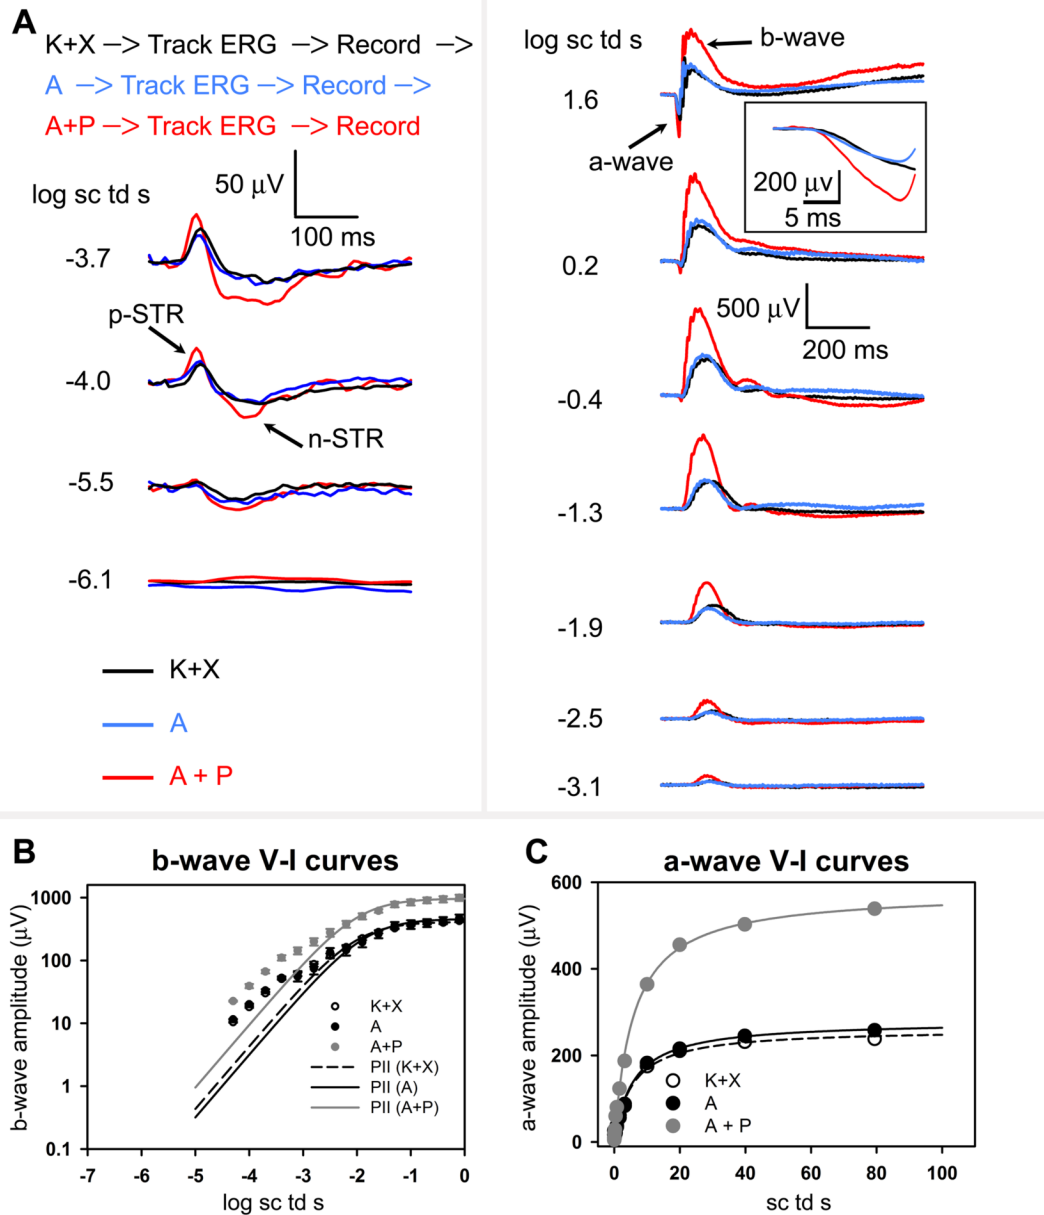 A
K+X —> Track ERG —> Record —>
A —> Track ERG —> Record —>
A+P —> Track ERG —> Record
log sc td s
50 μV
100 ms
-3.7
p-STR
-4.0
n-STR
-5.5
-6.1
K+X
A
A + P
log sc td s
b-wave
1.6
a-wave
200 μv
5 ms
0.2
500 μV
200 ms
-0.4
-1.3
-1.9
-2.5
-3.1
B
b-wave V-I curves
b-wave amplitude (μV)
1000
100
10
1
0.1
K+X
A
A+P
PII (K+X)
PII (A)
PII (A+P)
-7 -6 -5 -4 -3 -2 -1 0
log sc td s
C
a-wave V-I curves
a-wave amplitude (μV)
600
400
200
0
K+X
A
A + P
0 20 40 60 80 100
sc td s